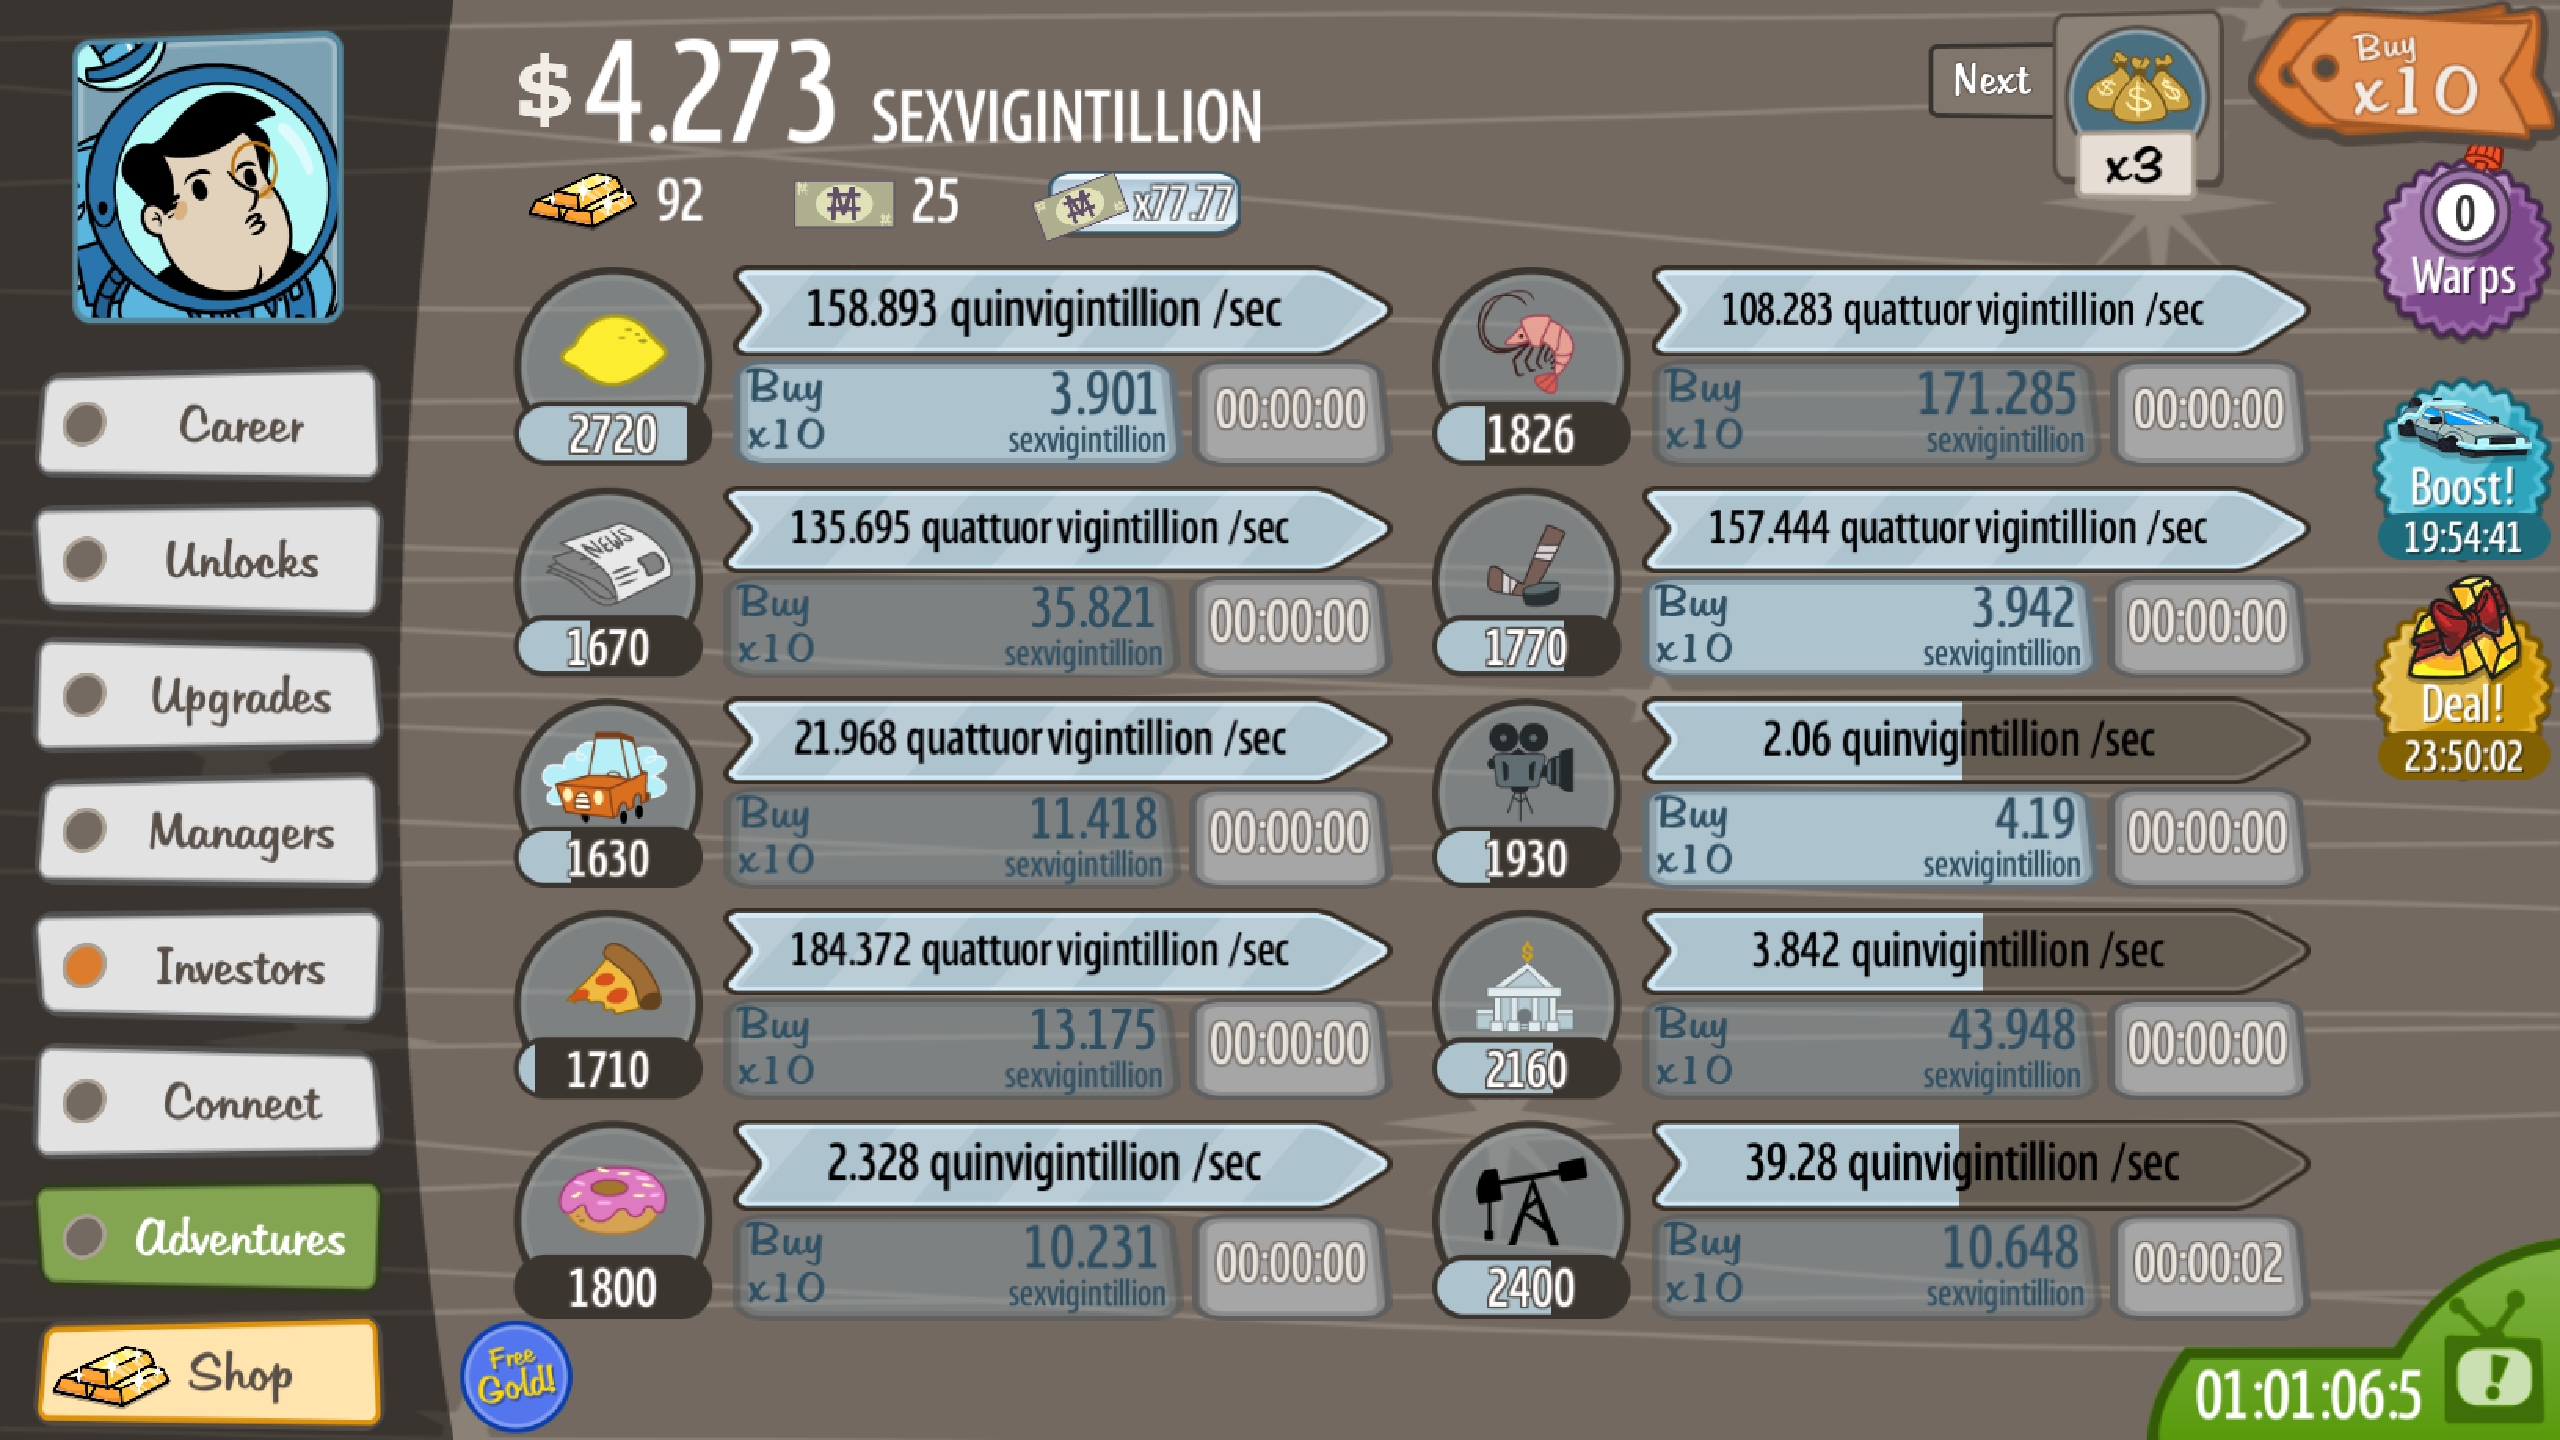 $4.273 SEXVIGINTILLION
92 25 x77.77
Next
x3
Buy
x10
0
Warps
Boost!
19:54:41
Deal!
23:50:02
Career
Unlocks
Upgrades
Managers
Investors
Connect
Adventures
Shop
158.893 quinvigintillion /sec
2720
Buy
x10
3.901
sexvigintillion
00:00:00
NEWS
135.695 quattuorvigintillion /sec
1670
Buy
x10
35.821
sexvigintillion
00:00:00
21.968 quattuorvigintillion /sec
1630
Buy
x10
11.418
sexvigintillion
00:00:00
184.372 quattuorvigintillion /sec
1710
Buy
x10
13.175
sexvigintillion
00:00:00
2.328 quinvigintillion /sec
1800
Buy
x10
10.231
sexvigintillion
00:00:00
108.283 quattuorvigintillion /sec
1826
Buy
x10
171.285
sexvigintillion
00:00:00
157.444 quattuorvigintillion /sec
1770
Buy
x10
3.942
sexvigintillion
00:00:00
2.06 quinvigintillion /sec
1930
Buy
x10
4.19
sexvigintillion
00:00:00
3.842 quinvigintillion /sec
2160
Buy
x10
43.948
sexvigintillion
00:00:00
39.28 quinvigintillion /sec
2400
Buy
x10
10.648
sexvigintillion
00:00:02
Free
Gold!
01:01:06:5